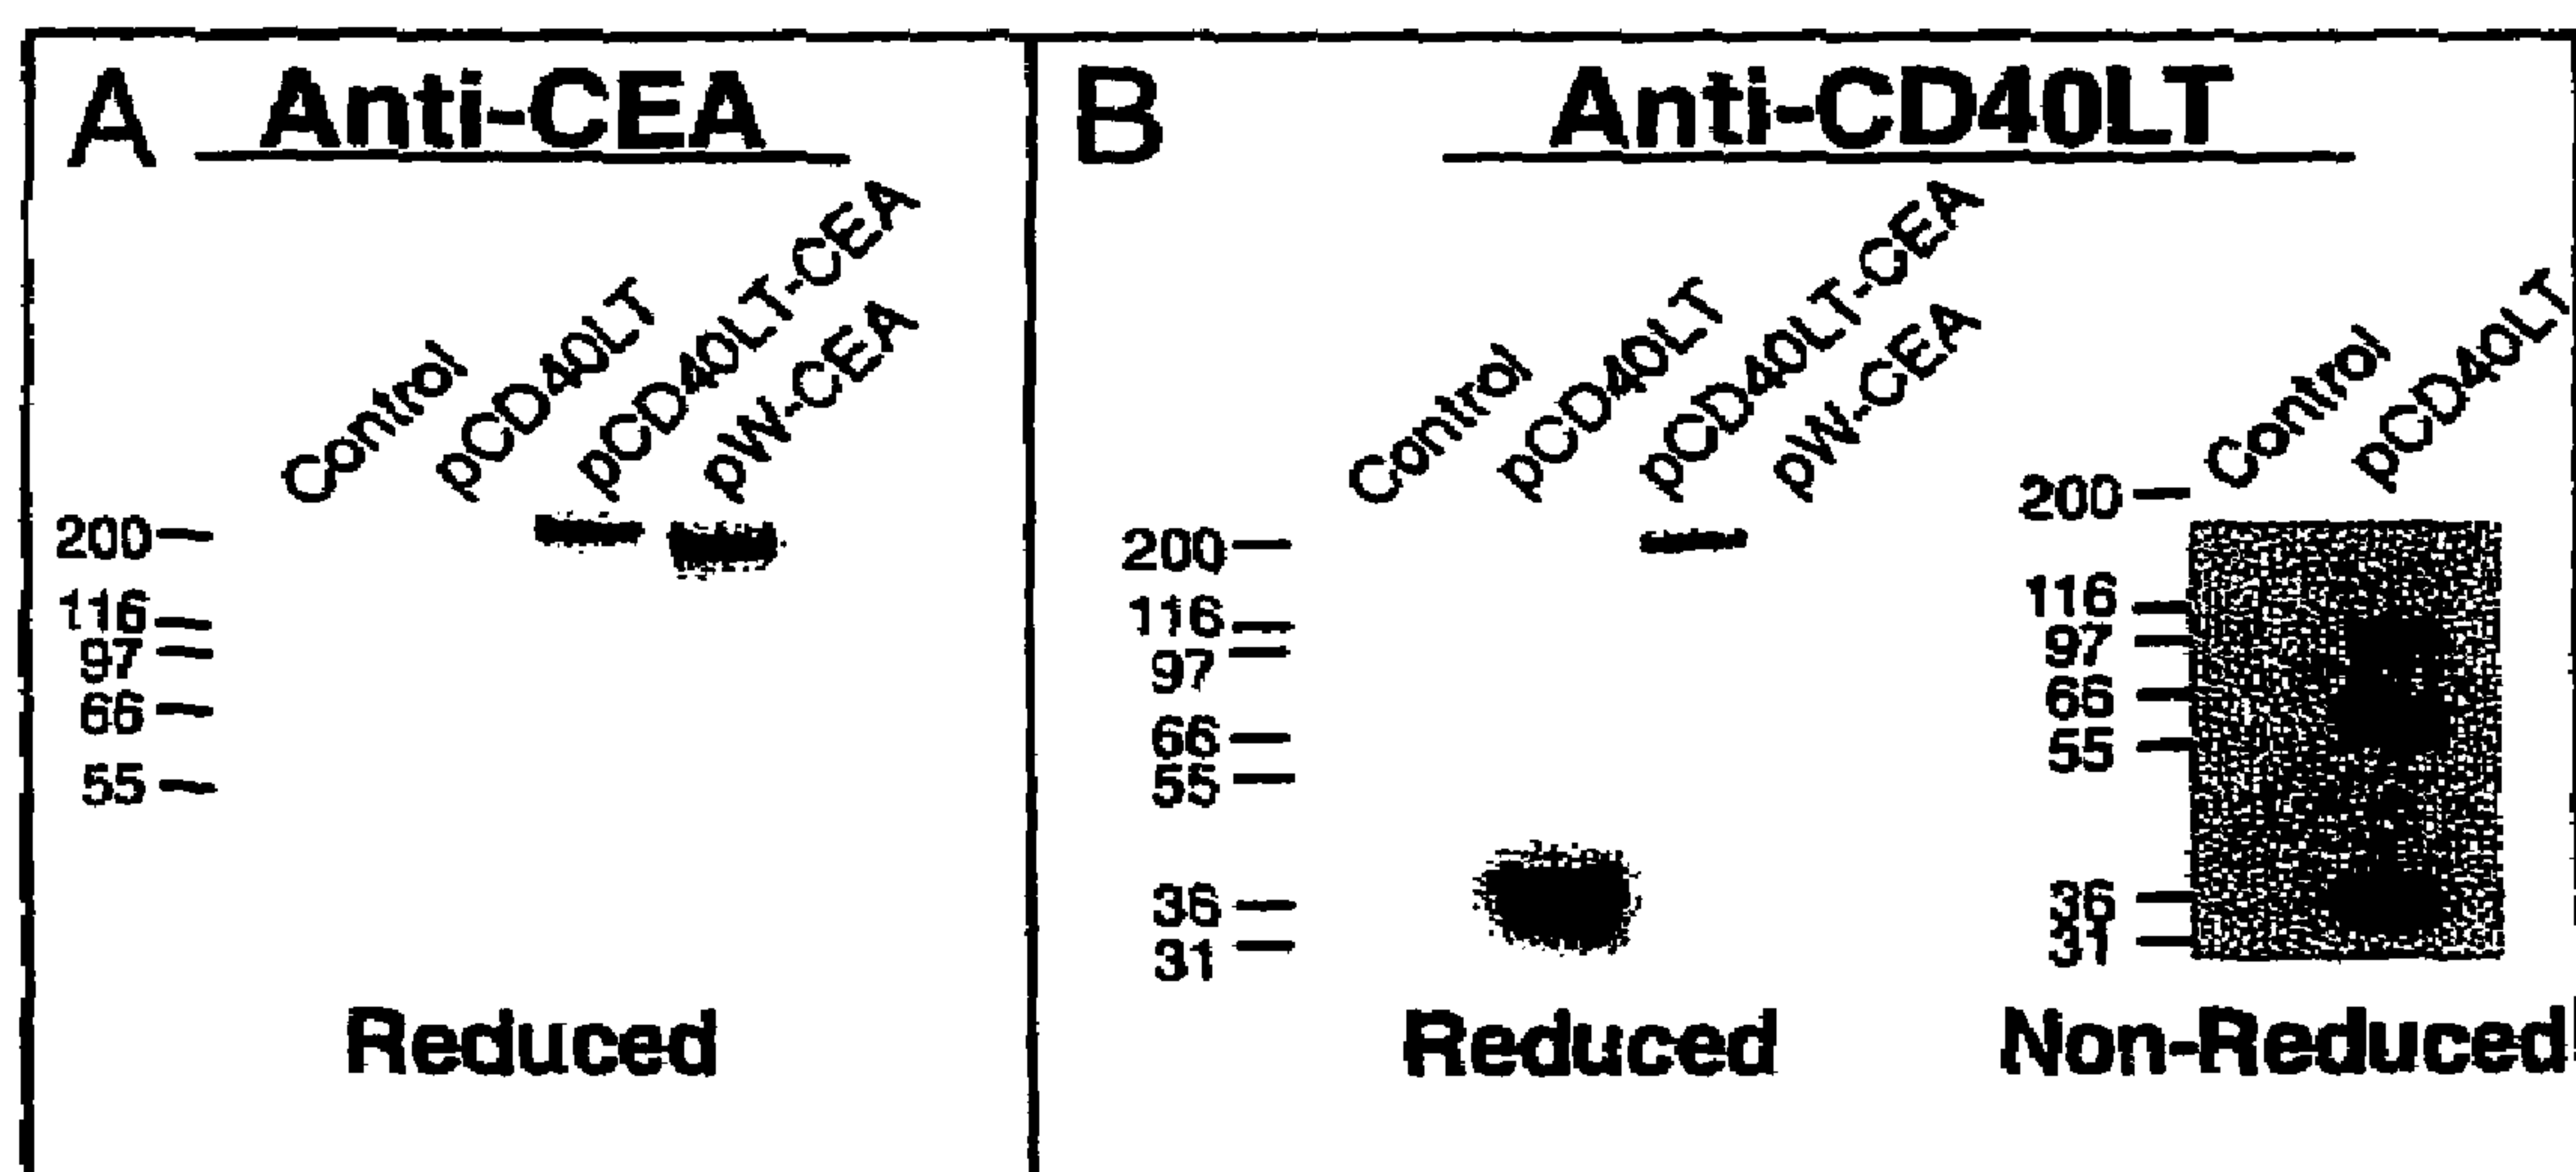 A Anti-CEA
Control pCD40LT pCD40LT-CEA pW-CEA
200
116
97
66
55
Reduced
B Anti-CD40LT
Control pCD40LT pCD40LT-CEA pW-CEA
200
116
97
66
55
36
31
Reduced
Control pCD40LT
200
116
97
66
55
36
31
Non-Reduced